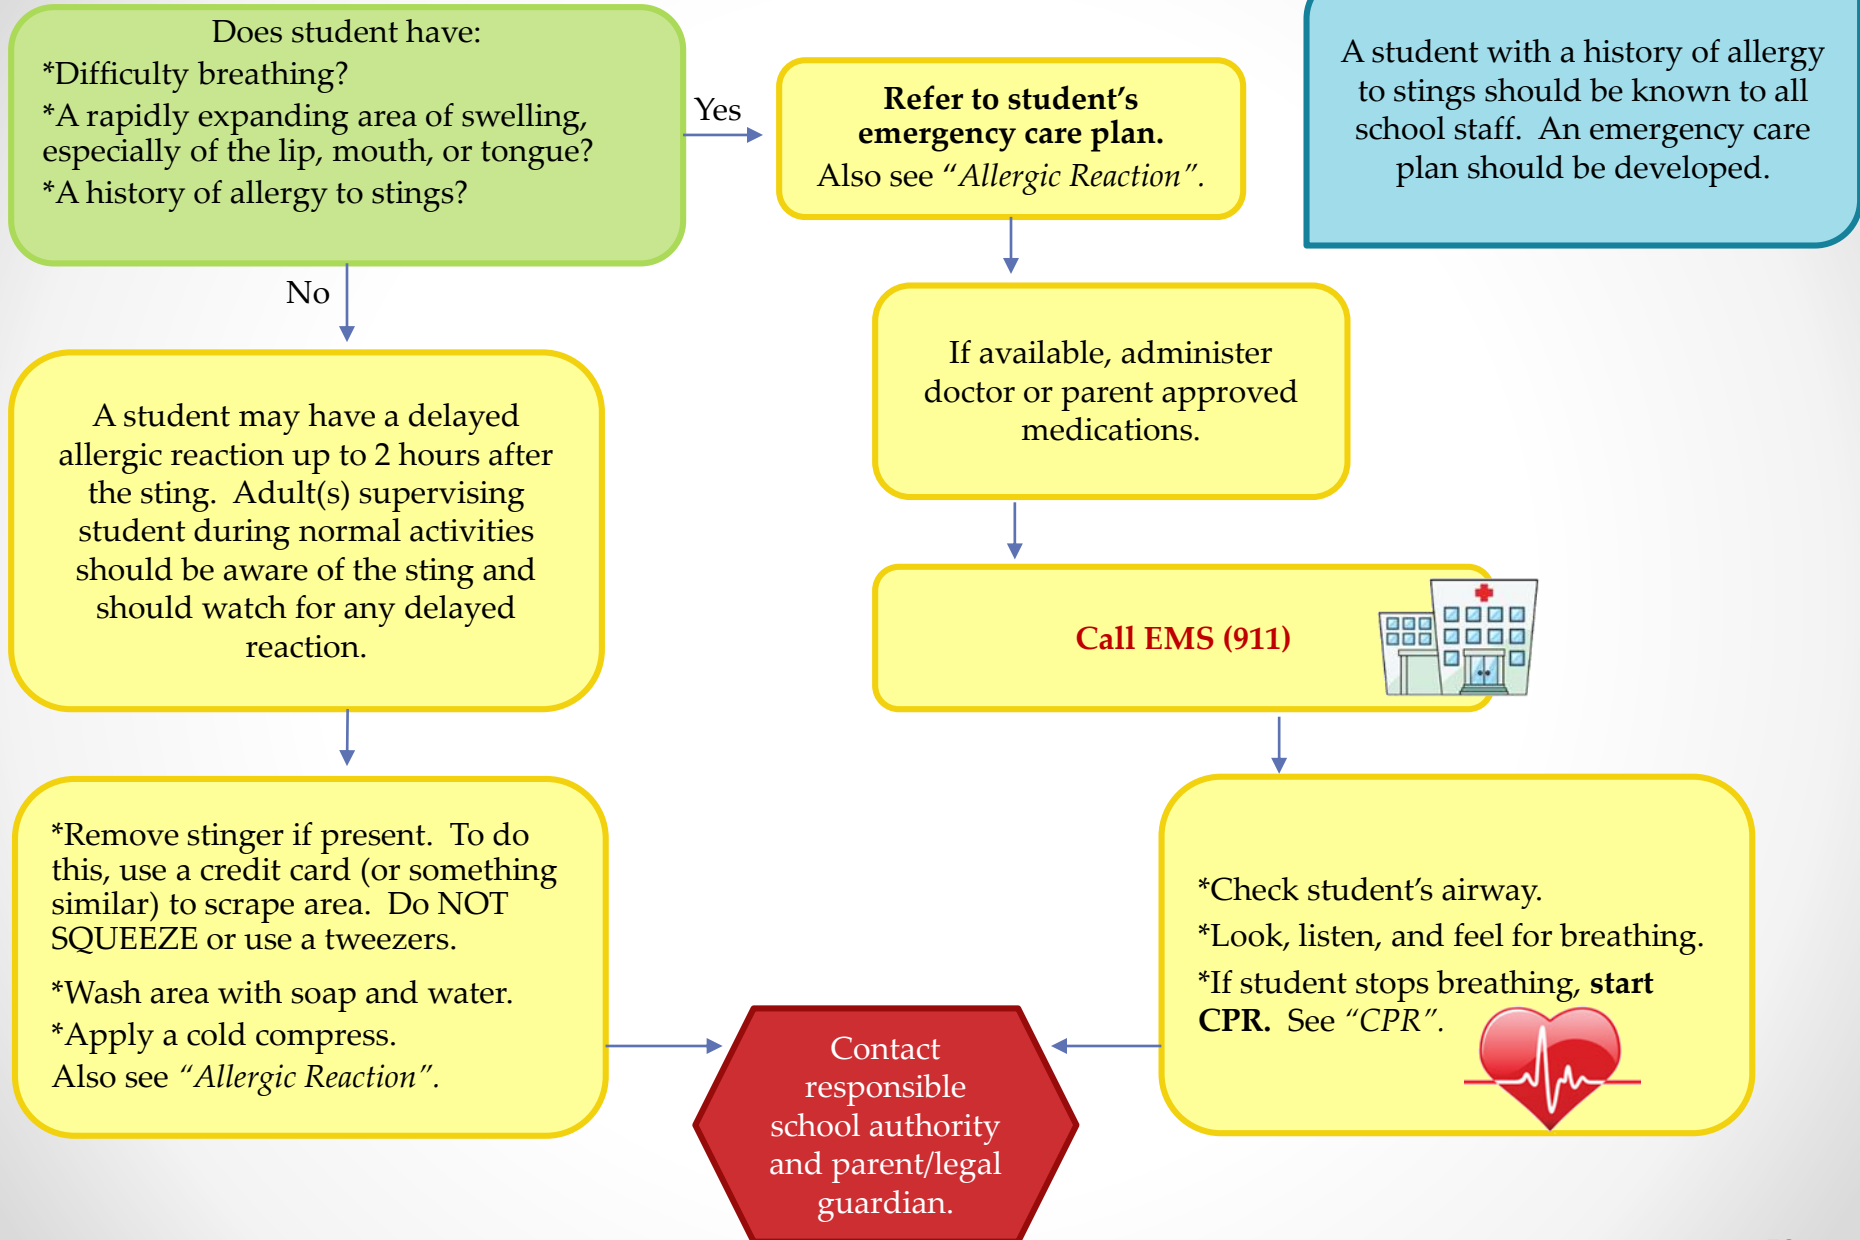 Does student have:
*Difficulty breathing?
*A rapidly expanding area of swelling,
especially of the lip, mouth, or tongue?
*A history of allergy to stings?
Yes
Refer to student’s
emergency care plan.
Also see “Allergic Reaction”.
A student with a history of allergy
to stings should be known to all
school staff. An emergency care
plan should be developed.
No
If available, administer
doctor or parent approved
medications.
A student may have a delayed
allergic reaction up to 2 hours after
the sting. Adult(s) supervising
student during normal activities
should be aware of the sting and
should watch for any delayed
reaction.
Call EMS (911)
*Remove stinger if present. To do
this, use a credit card (or something
similar) to scrape area. Do NOT
SQUEEZE or use a tweezers.
*Wash area with soap and water.
*Apply a cold compress.
Also see “Allergic Reaction”.
*Check student’s airway.
*Look, listen, and feel for breathing.
*If student stops breathing, start
CPR. See “CPR”.
Contact
responsible
school authority
and parent/legal
guardian.